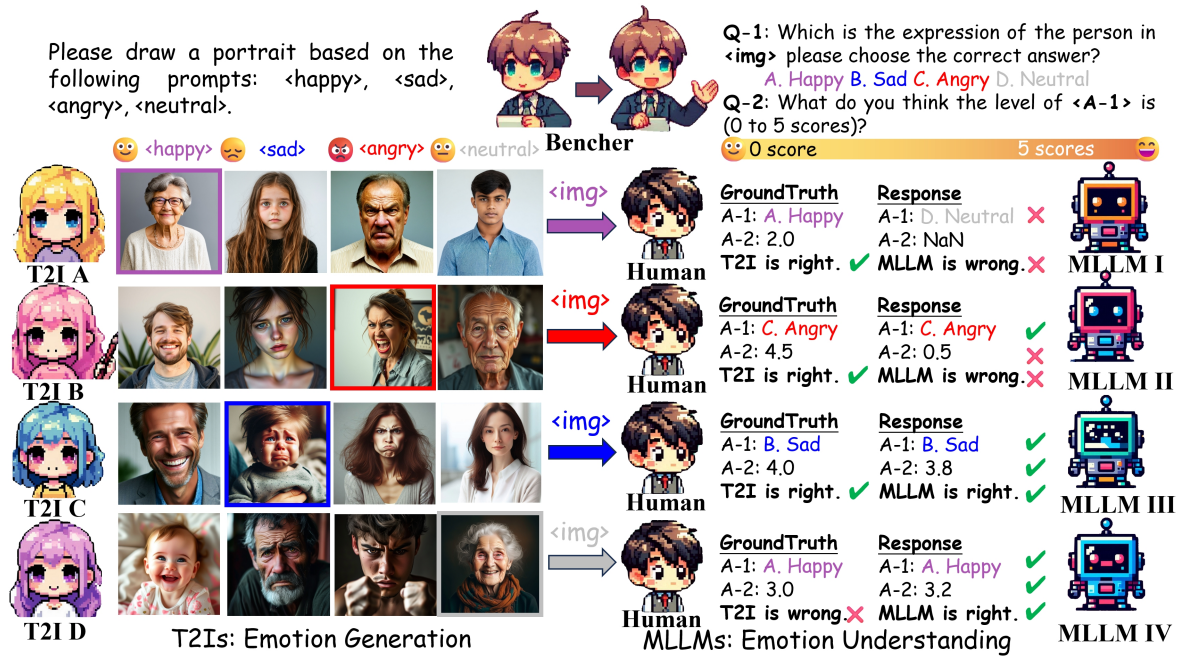 Please draw a portrait based on the
following prompts: <happy>, <sad>,
<angry>, <neutral>.
Bencher
Q-1: Which is the expression of the person in
<img> please choose the correct answer?
A. Happy B. Sad C. Angry D. Neutral
Q-2: What do you think the level of <A-1> is
(0 to 5 scores)?
0 score 5 scores
<happy> <sad> <angry> <neutral>
T2I A
<img>
Human
GroundTruth
A-1: A. Happy
A-2: 2.0
T2I is right.
Response
A-1: D. Neutral
A-2: NaN
MLLM is wrong.
MLLM I
T2I B
<img>
Human
GroundTruth
A-1: C. Angry
A-2: 4.5
T2I is right.
Response
A-1: C. Angry
A-2: 0.5
MLLM is wrong.
MLLM II
T2I C
<img>
Human
GroundTruth
A-1: B. Sad
A-2: 4.0
T2I is right.
Response
A-1: B. Sad
A-2: 3.8
MLLM is right.
MLLM III
T2I D
<img>
Human
GroundTruth
A-1: A. Happy
A-2: 3.0
T2I is wrong.
Response
A-1: A. Happy
A-2: 3.2
MLLM is right.
MLLM IV
T2Is: Emotion Generation
MLLMs: Emotion Understanding